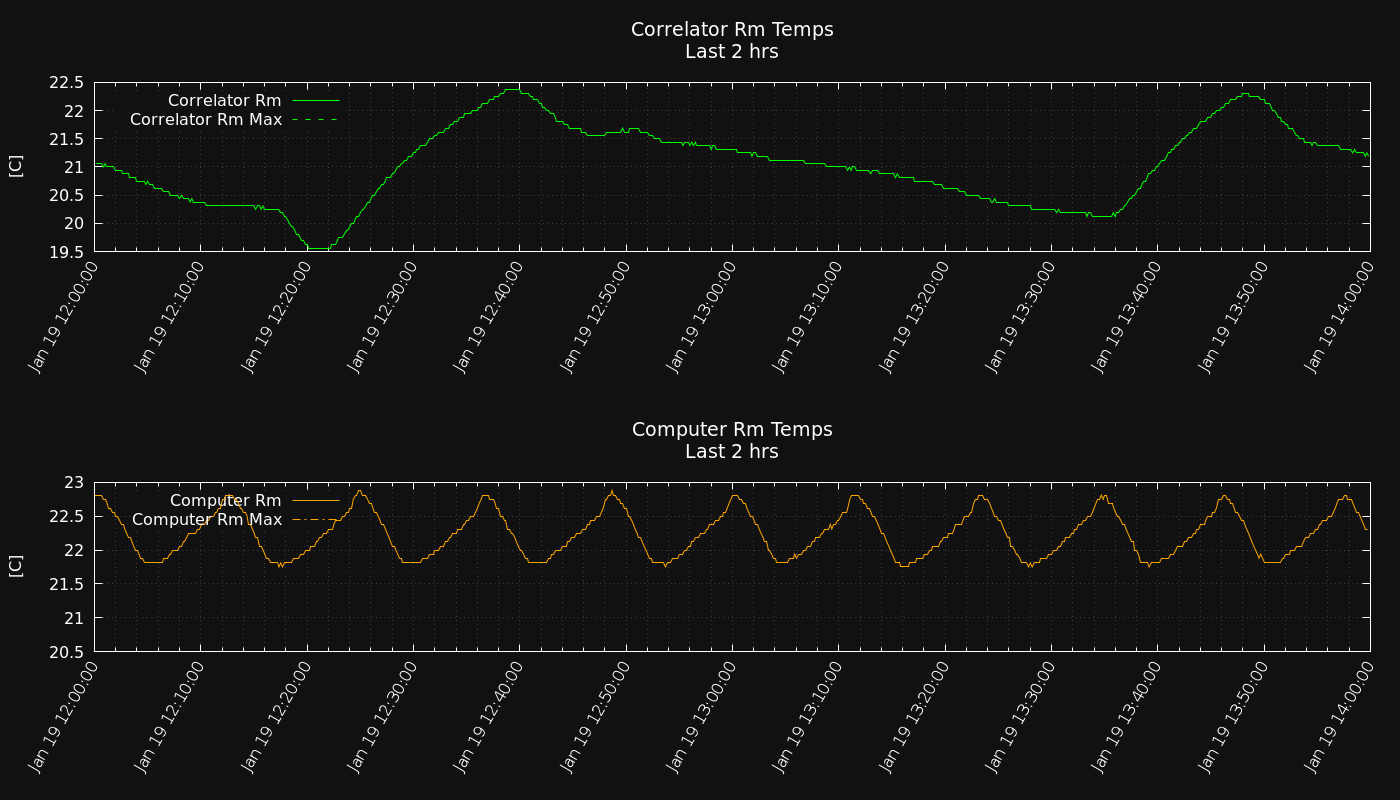 Correlator Rm Temps
Last 2 hrs
22.5
22
21.5
21
20.5
20
19.5
[C]
Correlator Rm
Correlator Rm Max
Jan 19 12:00:00
Jan 19 12:10:00
Jan 19 12:20:00
Jan 19 12:30:00
Jan 19 12:40:00
Jan 19 12:50:00
Jan 19 13:00:00
Jan 19 13:10:00
Jan 19 13:20:00
Jan 19 13:30:00
Jan 19 13:40:00
Jan 19 13:50:00
Jan 19 14:00:00
Computer Rm Temps
Last 2 hrs
23
22.5
22
21.5
21
20.5
[C]
Computer Rm
Computer Rm Max
Jan 19 12:00:00
Jan 19 12:10:00
Jan 19 12:20:00
Jan 19 12:30:00
Jan 19 12:40:00
Jan 19 12:50:00
Jan 19 13:00:00
Jan 19 13:10:00
Jan 19 13:20:00
Jan 19 13:30:00
Jan 19 13:40:00
Jan 19 13:50:00
Jan 19 14:00:00